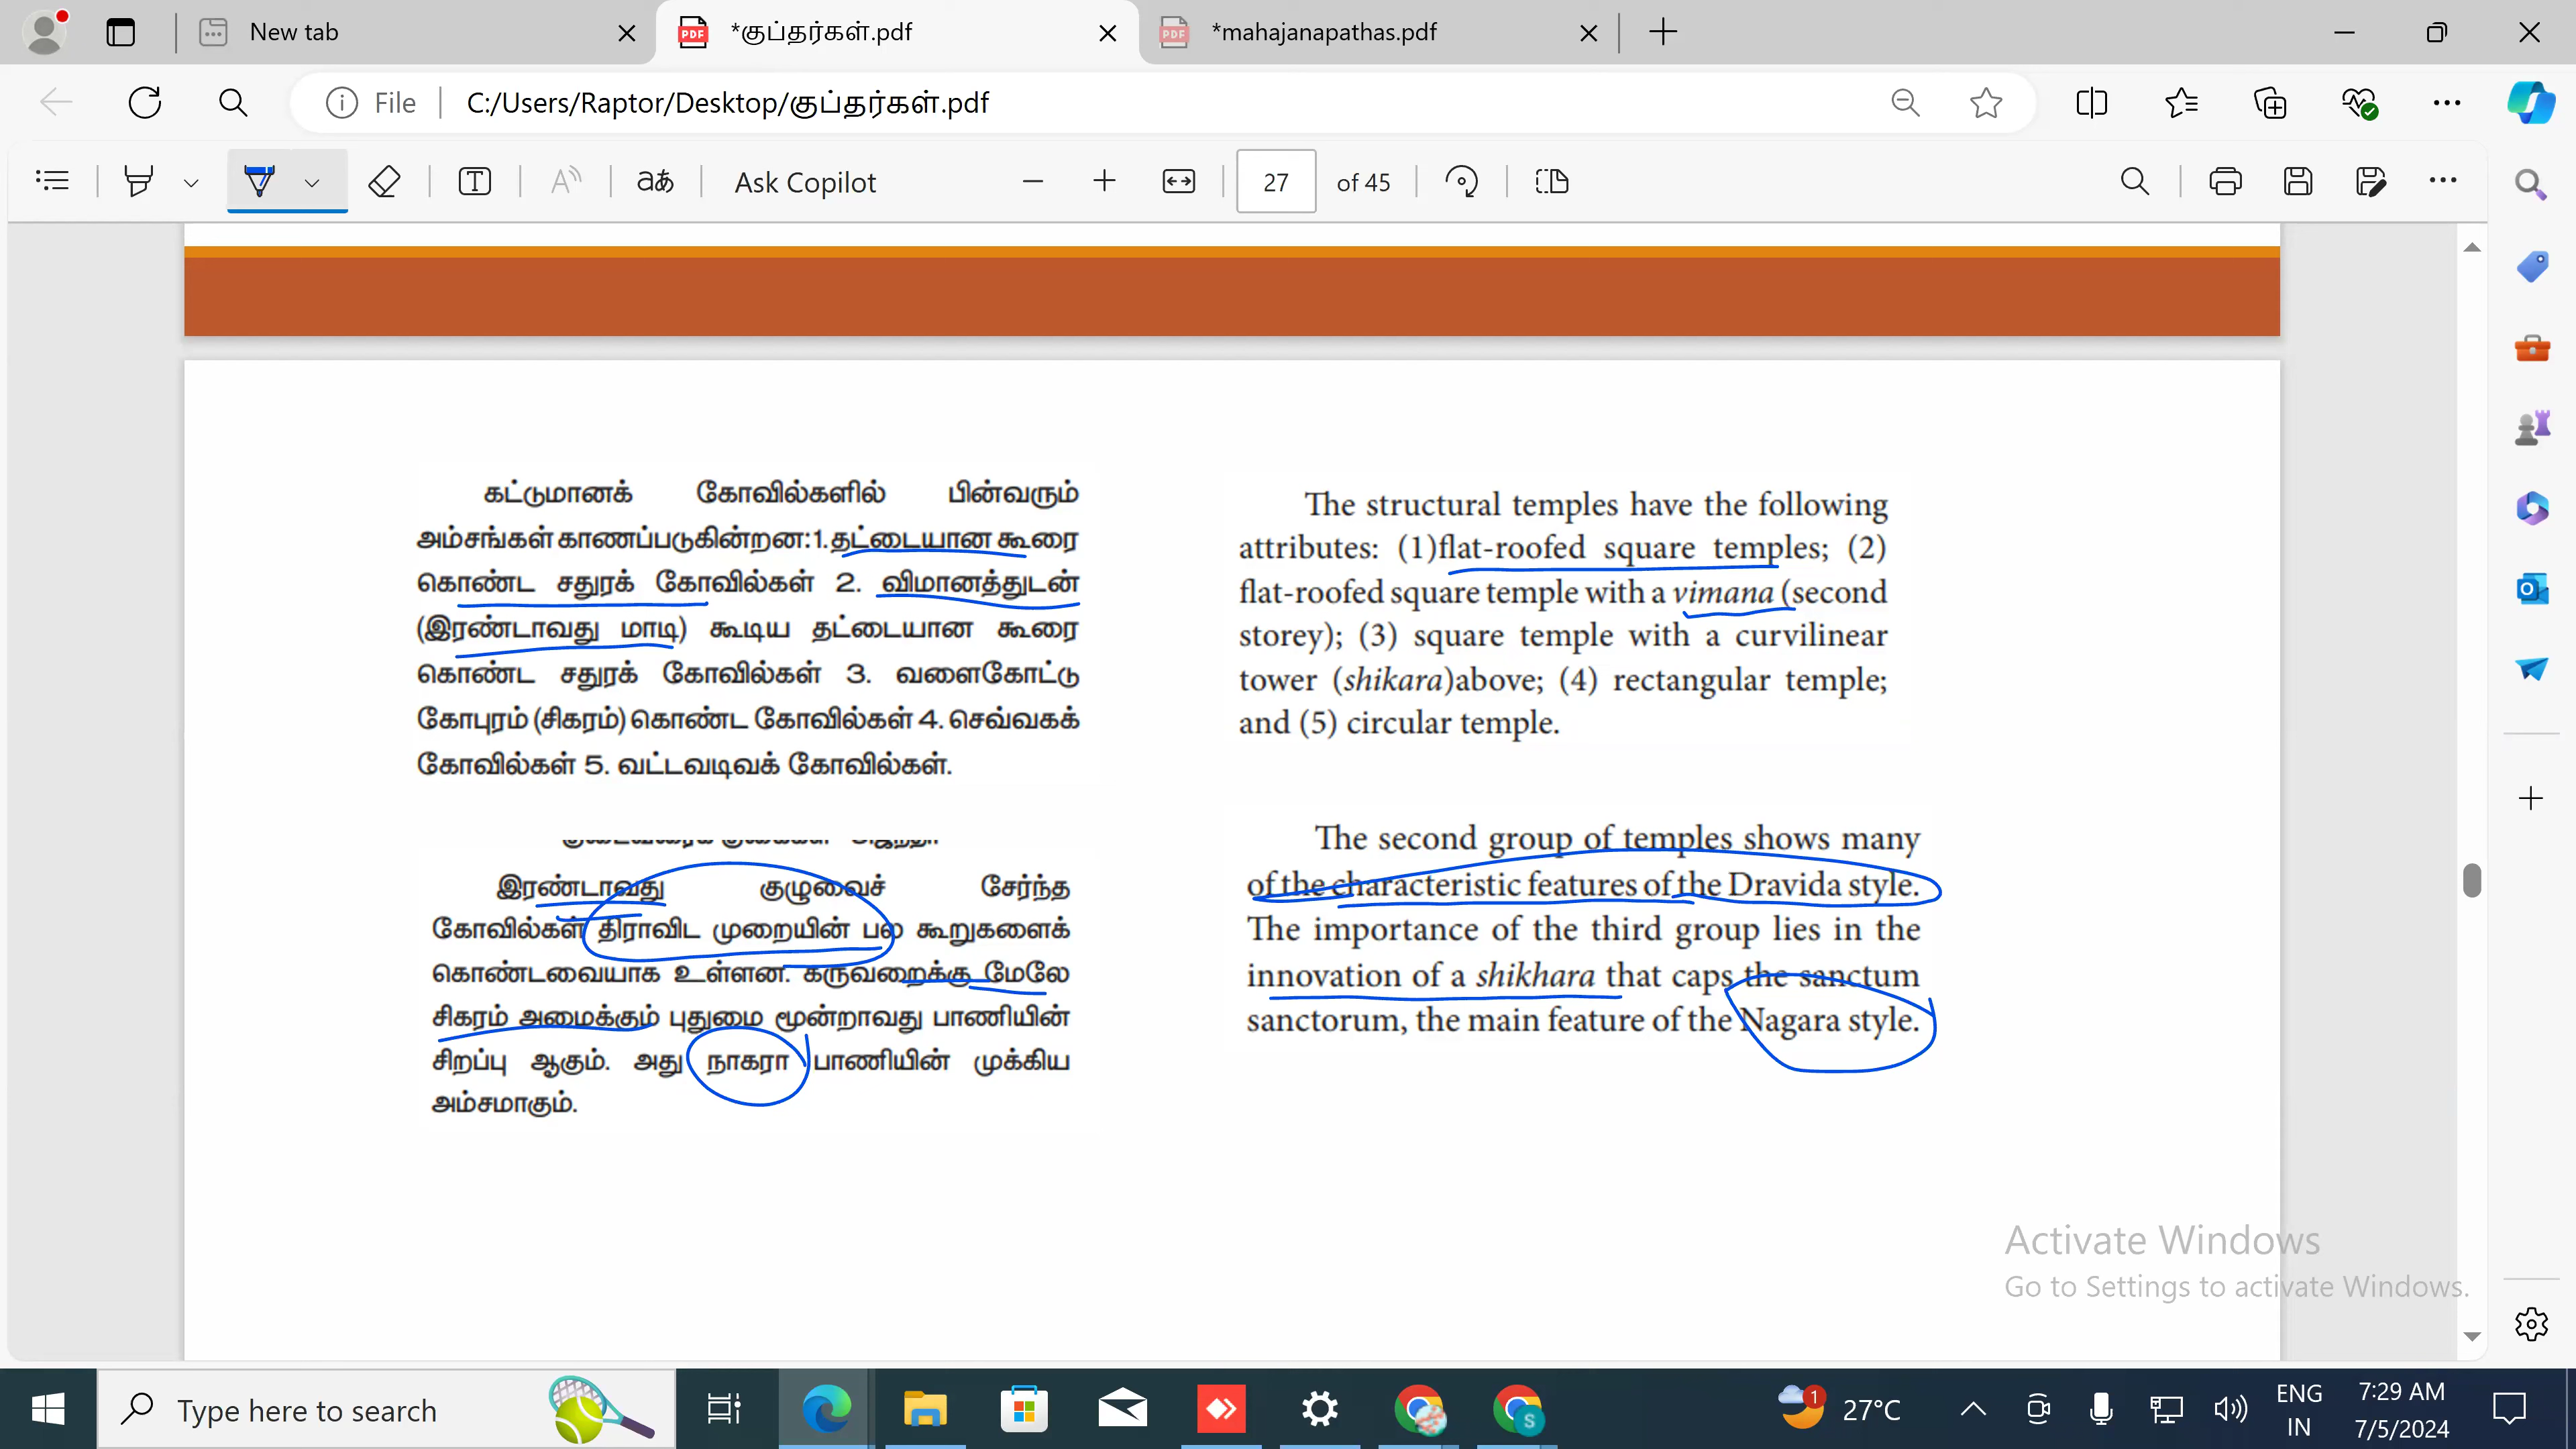 New tab
*குப்தர்கள்.pdf
*mahajanapathas.pdf
File
C:/Users/Raptor/Desktop/குப்தர்கள்.pdf
Ask Copilot
27 of 45
கட்டுமானக் கோவில்களில் பின்வரும்
அம்சங்கள் காணப்படுகின்றன:1. தட்டையான கூரை
கொண்ட சதுரக் கோவில்கள் 2. விமானத்துடன்
(இரண்டாவது மாடி) கூடிய தட்டையான கூரை
கொண்ட சதுரக் கோவில்கள் 3. வளைகோட்டு
கோபுரம் (சிகரம்) கொண்ட கோவில்கள் 4. செவ்வகக்
கோவில்கள் 5. வட்டவடிவக் கோவில்கள்.
இரண்டாவது குழுவைச் சேர்ந்த
கோவில்கள் திராவிட முறையின் பல கூறுகளைக்
கொண்டவையாக உள்ளன. கருவறைக்கு மேலே
சிகரம் அமைக்கும் புதுமை மூன்றாவது பாணியின்
சிறப்பு ஆகும். அது நாகரா பாணியின் முக்கிய
அம்சமாகும்.
The structural temples have the following
attributes: (1)flat-roofed square temples; (2)
flat-roofed square temple with a vimana (second
storey); (3) square temple with a curvilinear
tower (shikara)above; (4) rectangular temple;
and (5) circular temple.
The second group of temples shows many
of the characteristic features of the Dravida style.
The importance of the third group lies in the
innovation of a shikhara that caps the sanctum
sanctorum, the main feature of the Nagara style.
Activate Windows
Go to Settings to activate Windows.
Type here to search
S
1
27°C
ENG
IN
7:29 AM
7/5/2024